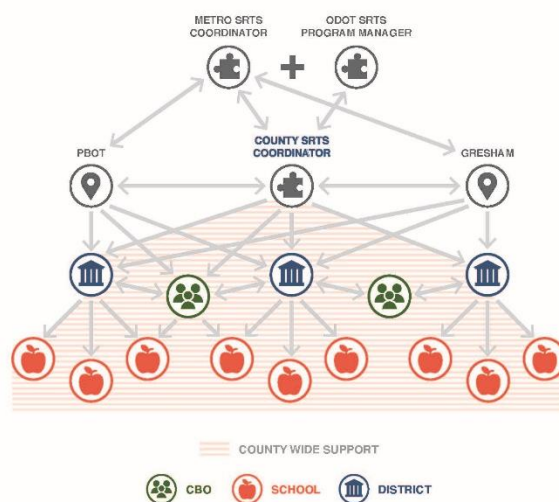 METRO SRTS
COORDINATOR
ODOT SRTS
PROGRAM MANAGER
COUNTY SRTS
COORDINATOR
PBOT
GRESHAM
COUNTY WIDE SUPPORT
CBO
SCHOOL
DISTRICT